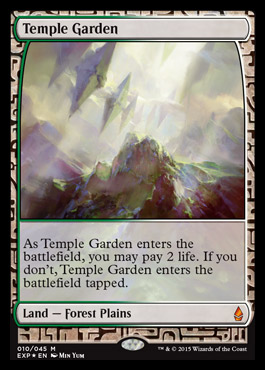 Temple Garden
As Temple Garden enters the
battlefield, you may pay 2 life. If you
don't, Temple Garden enters the
battlefield tapped.
Land — Forest Plains
010/045 M
EXP ★ EN Min Yum
™ & © 2015 Wizards of the Coast